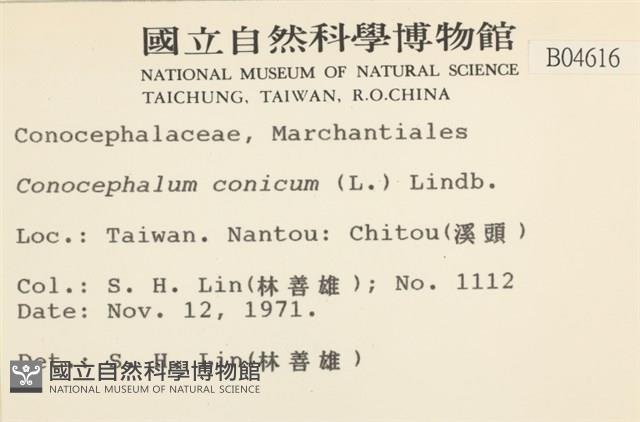 國立自然科學博物館
NATIONAL MUSEUM OF NATURAL SCIENCE
TAICHUNG, TAIWAN, R.O.CHINA
B04616
Conocephalaceae, Marchantiales
Conocephalum conicum (L.) Lindb.
Loc.: Taiwan. Nantou: Chitou(溪頭)
Col.: S. H. Lin(林善雄); No. 1112
Date: Nov. 12, 1971.
Det.: S. H. Lin(林善雄)
國立自然科學博物館
NATIONAL MUSEUM OF NATURAL SCIENCE